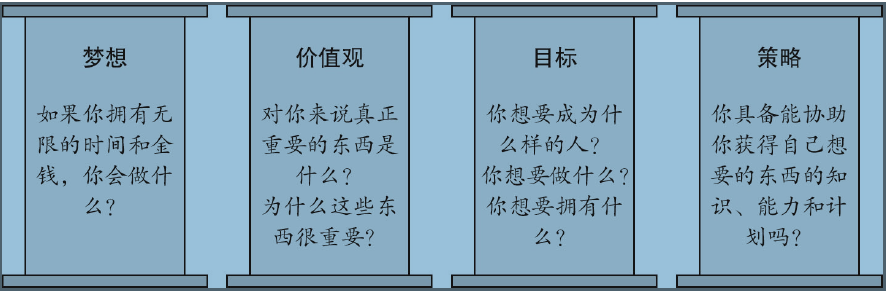 梦想
如果你拥有无
限的时间和金
钱，你会做什
么？
价值观
对你来说真正
重要的东西是
什么？
为什么这些东
西很重要？
目标
你想要成为什
么样的人？
你想要做什么？
你想要拥有什
么？
策略
你具备能协助
你获得自己想
要的东西的知
识、能力和计
划吗？